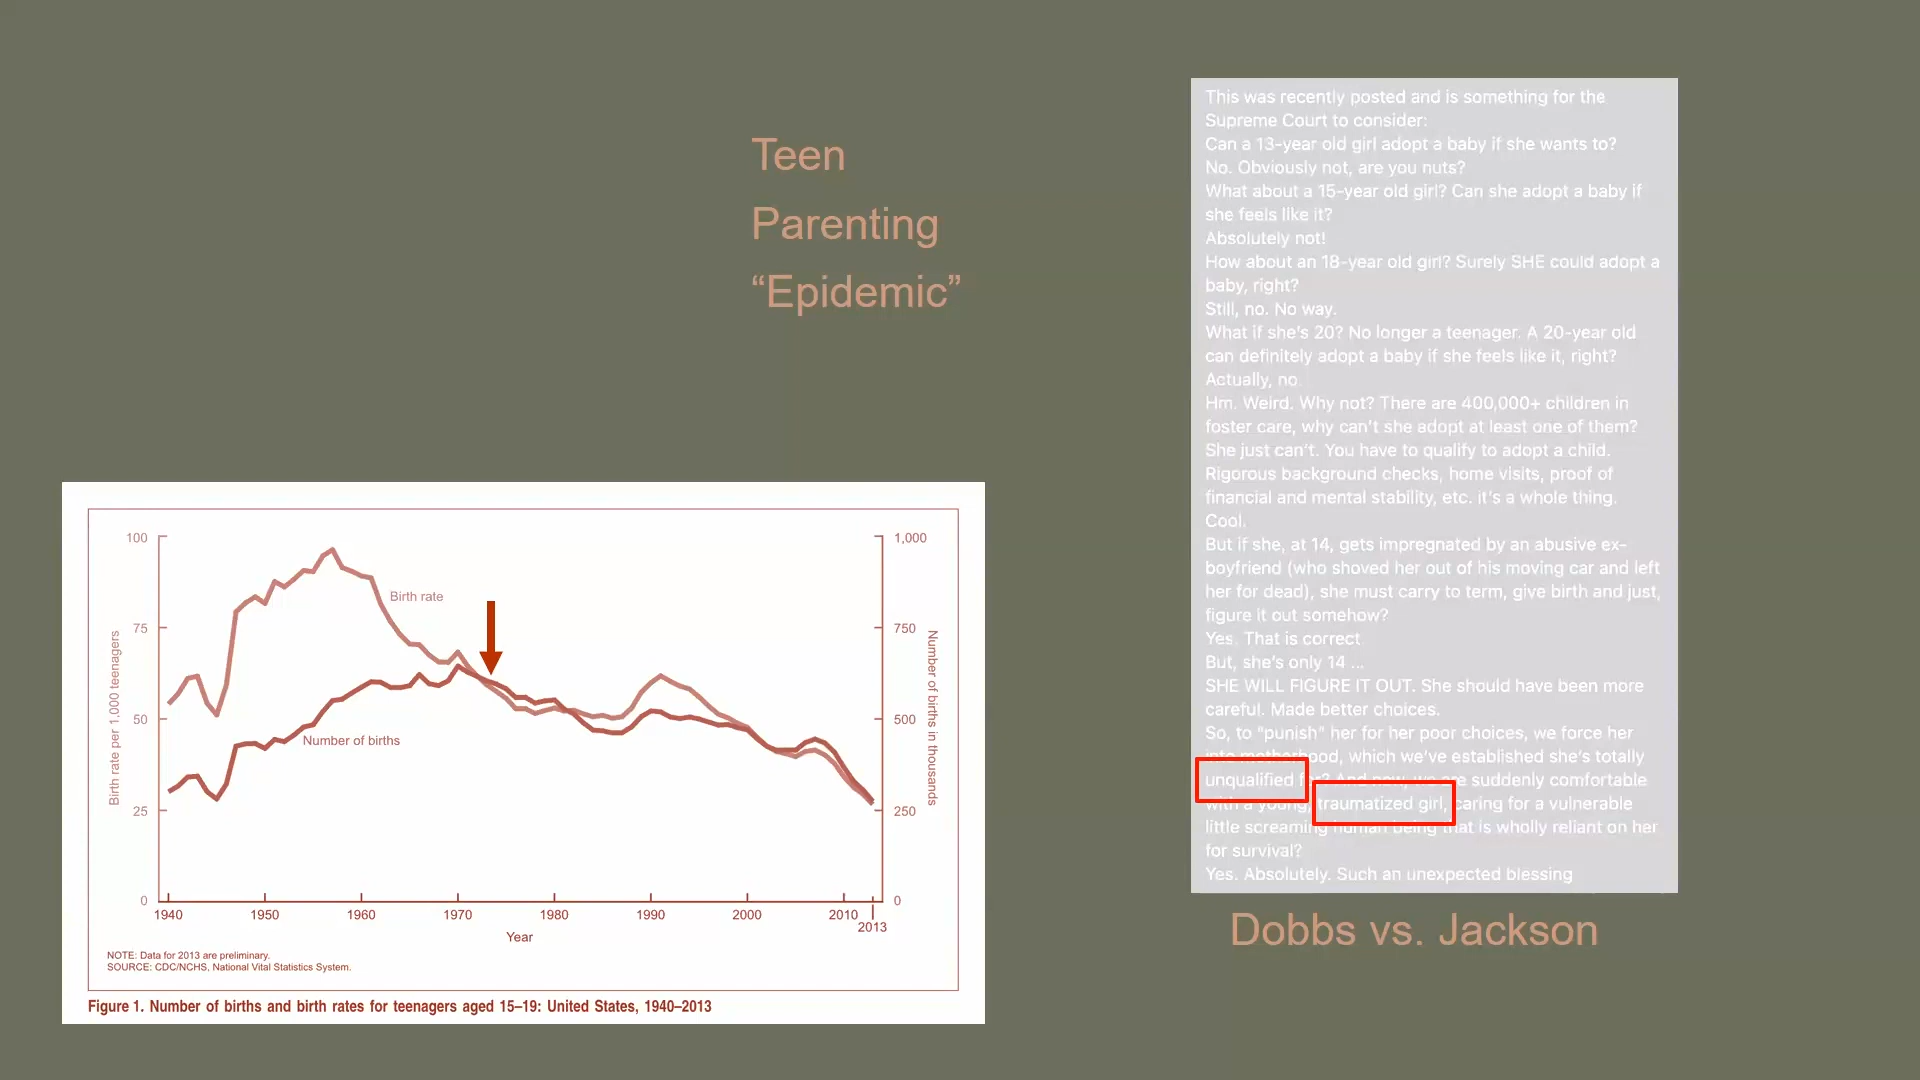 Teen
Parenting
“Epidemic”
100
75
50
25
0
Birth rate per 1,000 teenagers
Birth rate
Number of births
1,000
750
500
250
0
Number of births in thousands
1940
1950
1960
1970
1980
1990
2000
2010
2013
Year
NOTE: Data for 2013 are preliminary.
SOURCE: CDC/NCHS, National Vital Statistics System.
Figure 1. Number of births and birth rates for teenagers aged 15–19: United States, 1940–2013
This was recently posted and is something for the
Supreme Court to consider:
Can a 13-year old girl adopt a baby if she wants to?
No. Obviously not, are you nuts?
What about a 15-year old girl? Can she adopt a baby if
she feels like it?
Absolutely not!
How about an 18-year old girl? Surely SHE could adopt a
baby, right?
Still, no. No way.
What if she's 20? No longer a teenager. A 20-year old
can definitely adopt a baby if she feels like it, right?
Actually, no.
Hm. Weird. Why not? There are 400,000+ children in
foster care, why can't she adopt at least one of them?
She just can't. You have to qualify to adopt a child.
Rigorous background checks, home visits, proof of
financial and mental stability, etc. it's a whole thing.
Cool.
But if she, at 14, gets impregnated by an abusive ex-
boyfriend (who shoved her out of his moving car and left
her for dead), she must carry to term, give birth and just,
figure it out somehow?
Yes. That is correct.
But, she's only 14 ...
SHE WILL FIGURE IT OUT. She should have been more
careful. Made better choices.
So, to "punish" her for her poor choices, we force her
into motherhood, which we've established she's totally
unqualified for? And now, we are suddenly comfortable
with a young, traumatized girl, caring for a vulnerable
little screaming human being that is wholly reliant on her
for survival?
Yes. Absolutely. Such an unexpected blessing
Dobbs vs. Jackson